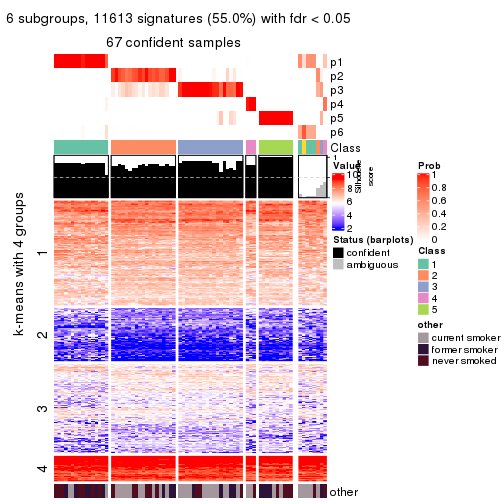 6 subgroups, 11613 signatures (55.0%) with fdr < 0.05
67 confident samples
p1
p2
p3
p4
p5
p6
Class
1
Silhouette
score
k-means with 4 groups
1
2
3
4
other
Value
10
8
6
4
2
Status (barplots)
confident
ambiguous
Prob
1
0.8
0.6
0.4
0.2
0
Class
1
2
3
4
5
other
current smoker
former smoker
never smoked